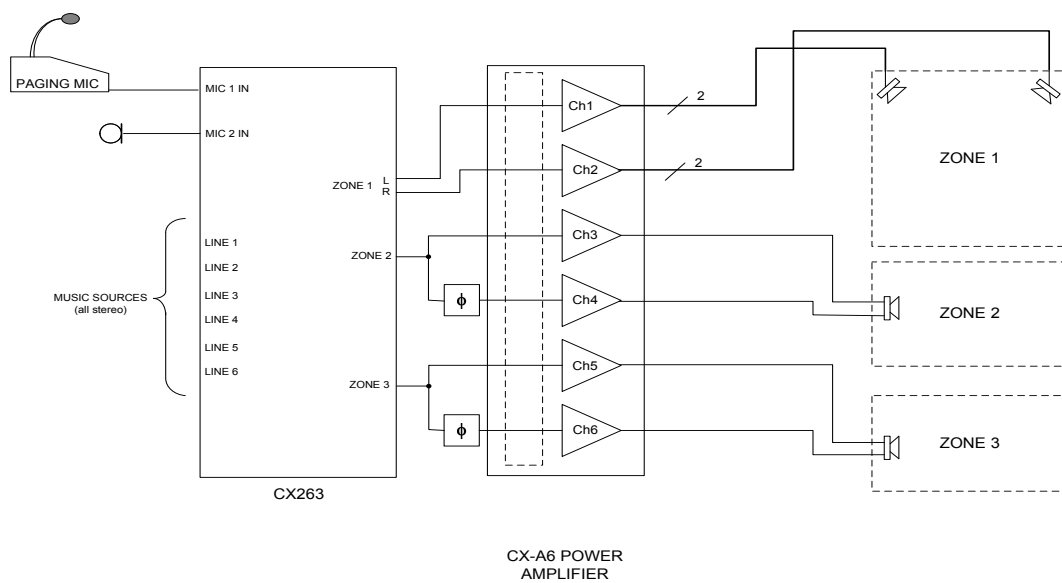 PAGING MIC
MIC 1 IN
MIC 2 IN
ZONE 1
L
R
LINE 1
LINE 2
LINE 3
LINE 4
LINE 5
LINE 6
MUSIC SOURCES
(all stereo)
ZONE 2
ZONE 3
CX263
ϕ
ϕ
Ch1
Ch2
Ch3
Ch4
Ch5
Ch6
2
2
CX-A6 POWER
AMPLIFIER
ZONE 1
ZONE 2
ZONE 3